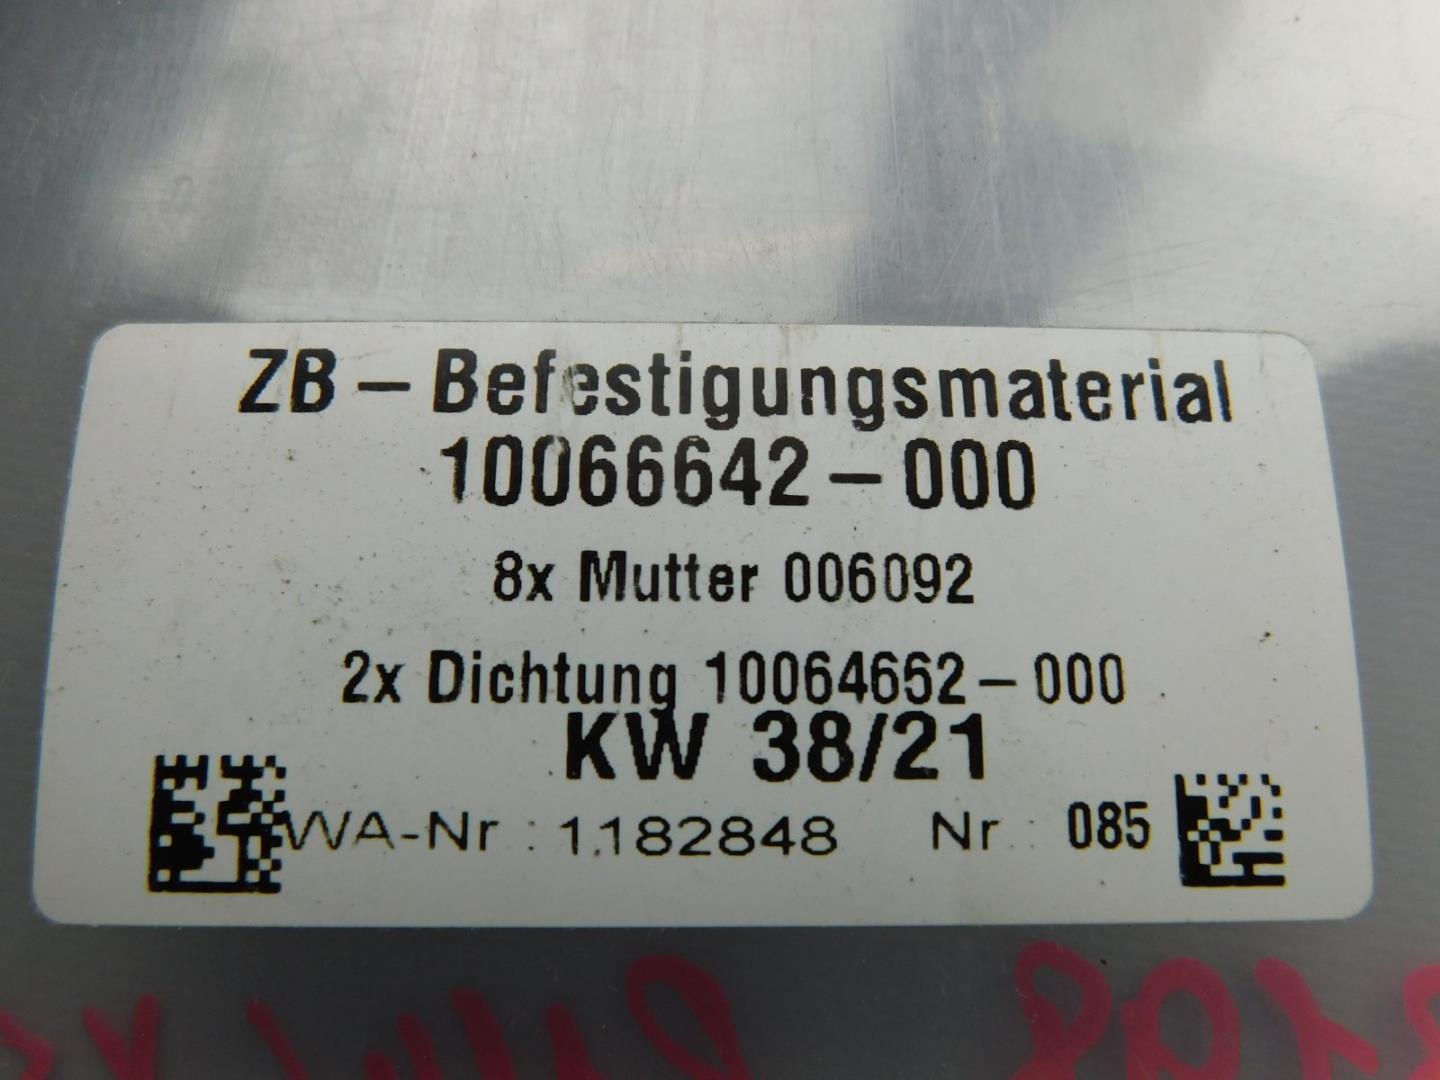 ZB – Befestigungsmaterial
10066642 – 000
8x Mutter 006092
2x Dichtung 10064652 – 000
KW 38/21
WA-Nr : 1182848 Nr : 085